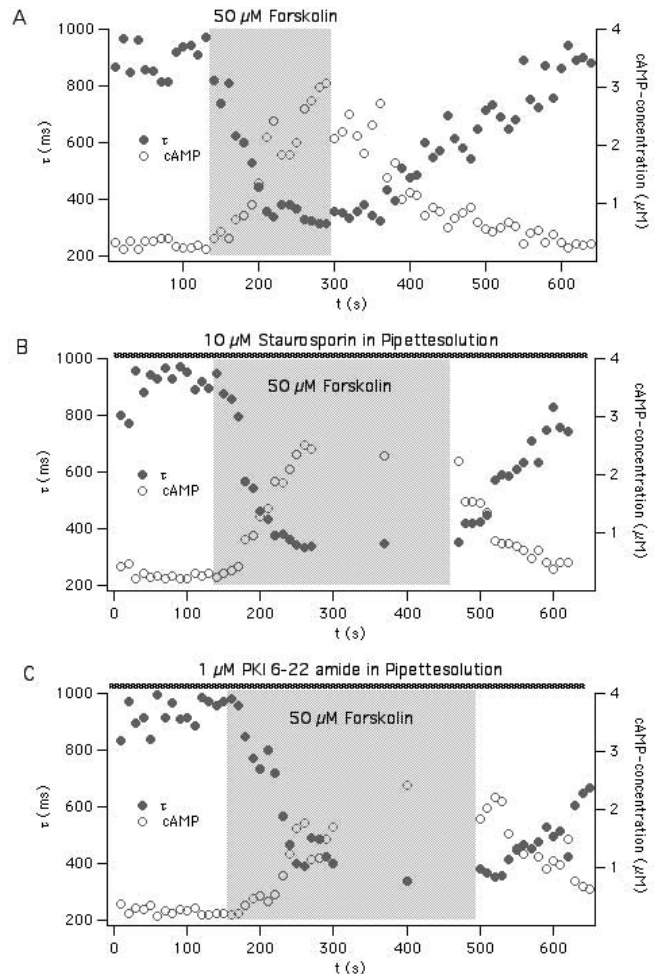 A
50 µM Forskolin
1000
800
600
400
200
τ (ms)
τ
cAMP
4
3
2
1
cAMP-concentration (µM)
100 200 300 400 500 600
t (s)
B
10 µM Staurosporin in Pipettesolution
50 µM Forskolin
1000
800
600
400
200
τ (ms)
τ
cAMP
4
3
2
1
cAMP-concentration (µM)
0 100 200 300 400 500 600
t (s)
C
1 µM PKI 6-22 amide in Pipettesolution
50 µM Forskolin
1000
800
600
400
200
τ (ms)
τ
cAMP
4
3
2
1
cAMP-concentration (µM)
0 100 200 300 400 500 600
t (s)